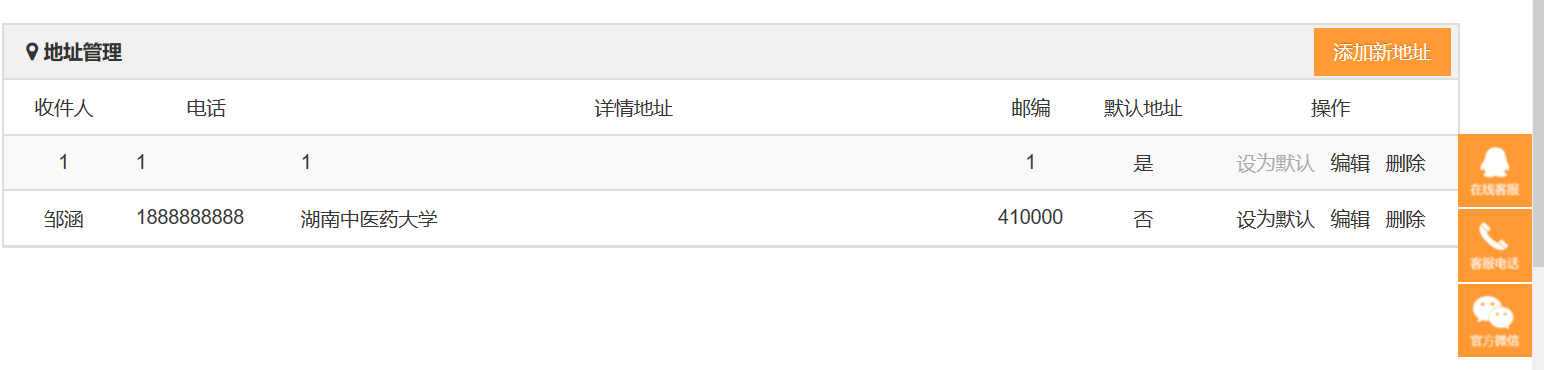 地址管理 添加新地址
收件人 电话 详情地址 邮编 默认地址 操作
1 1 1 1 是 设为默认 编辑 删除
邹涵 1888888888 湖南中医药大学 410000 否 设为默认 编辑 删除
在线客服
客服电话
官方微信